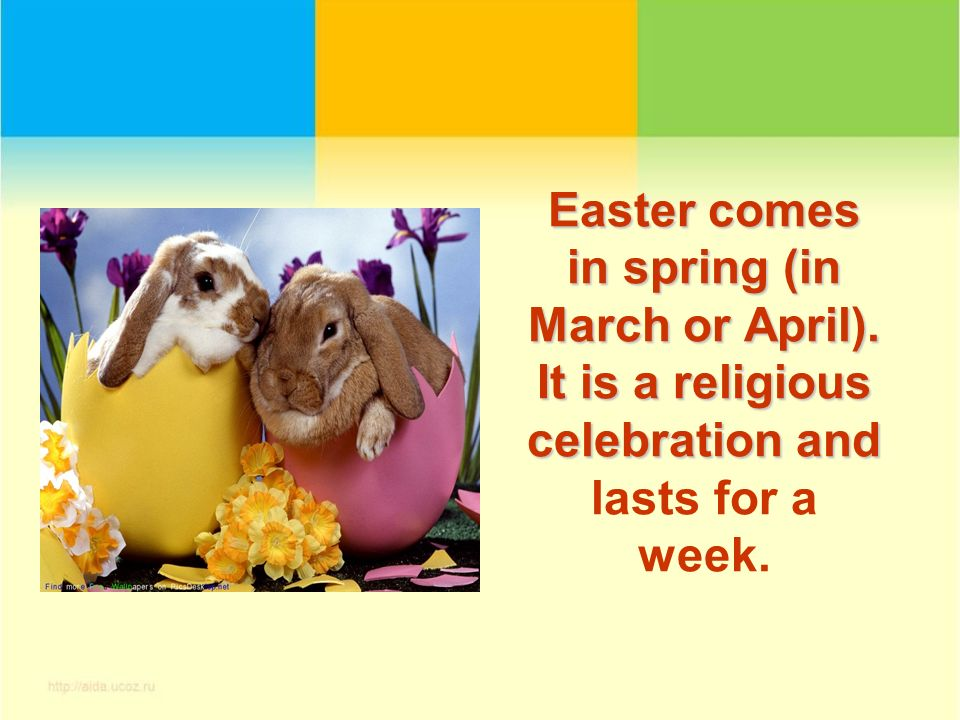 Easter comes
in spring (in
March or April).
It is a religious
celebration and
lasts for a
week.
http://aida.ucoz.ru